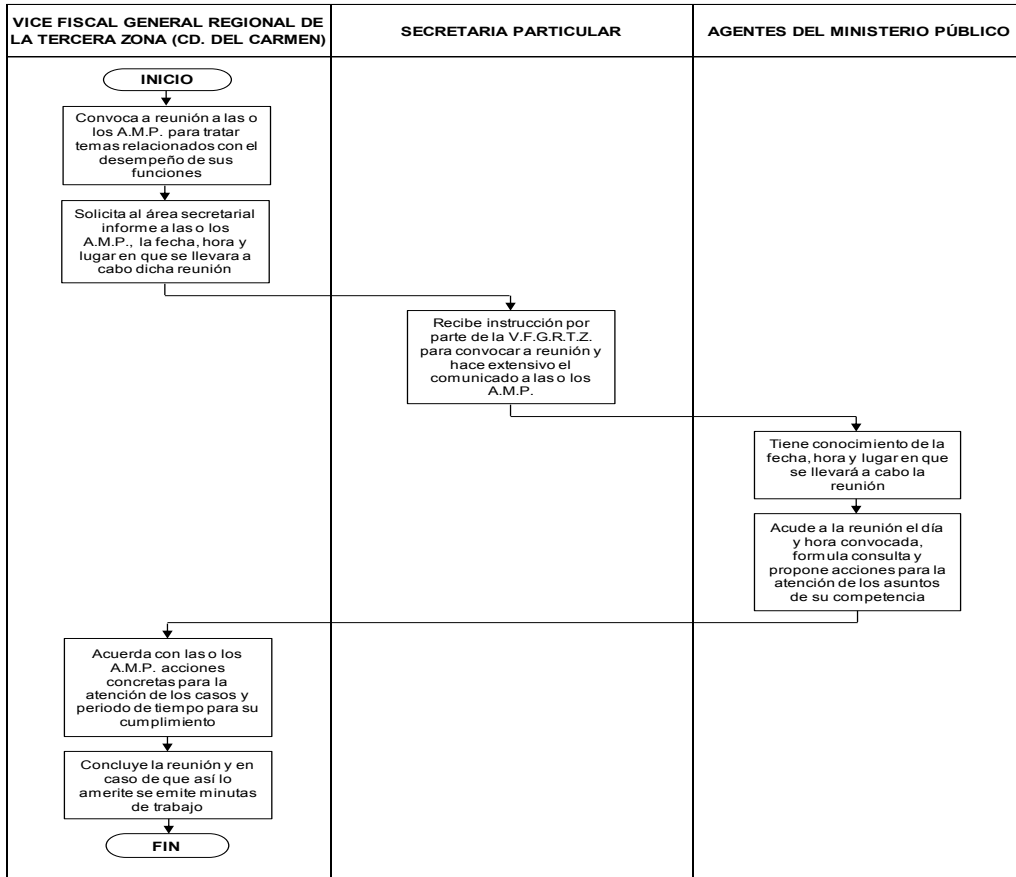 VICE FISCAL GENERAL REGIONAL DE
LA TERCERA ZONA (CD. DEL CARMEN)
SECRETARIA PARTICULAR
AGENTES DEL MINISTERIO PÚBLICO
INICIO
Convoca a reunión a las o
los A.M.P. para tratar
temas relacionados con el
desempeño de sus
funciones
Solicita al área secretarial
informe a las o los
A.M.P., la fecha, hora y
lugar en que se llevara a
cabo dicha reunión
Recibe instrucción por
parte de la V.F.G.R.T.Z.
para convocar a reunión y
hace extensivo el
comunicado a las o los
A.M.P.
Tiene conocimiento de la
fecha, hora y lugar en que
se llevará a cabo la
reunión
Acude a la reunión el día
y hora convocada,
formula consulta y
propone acciones para la
atención de los asuntos
de su competencia
Acuerda con las o los
A.M.P. acciones
concretas para la
atención de los casos y
periodo de tiempo para su
cumplimiento
Concluye la reunión y en
caso de que así lo
amerite se emite minutas
de trabajo
FIN